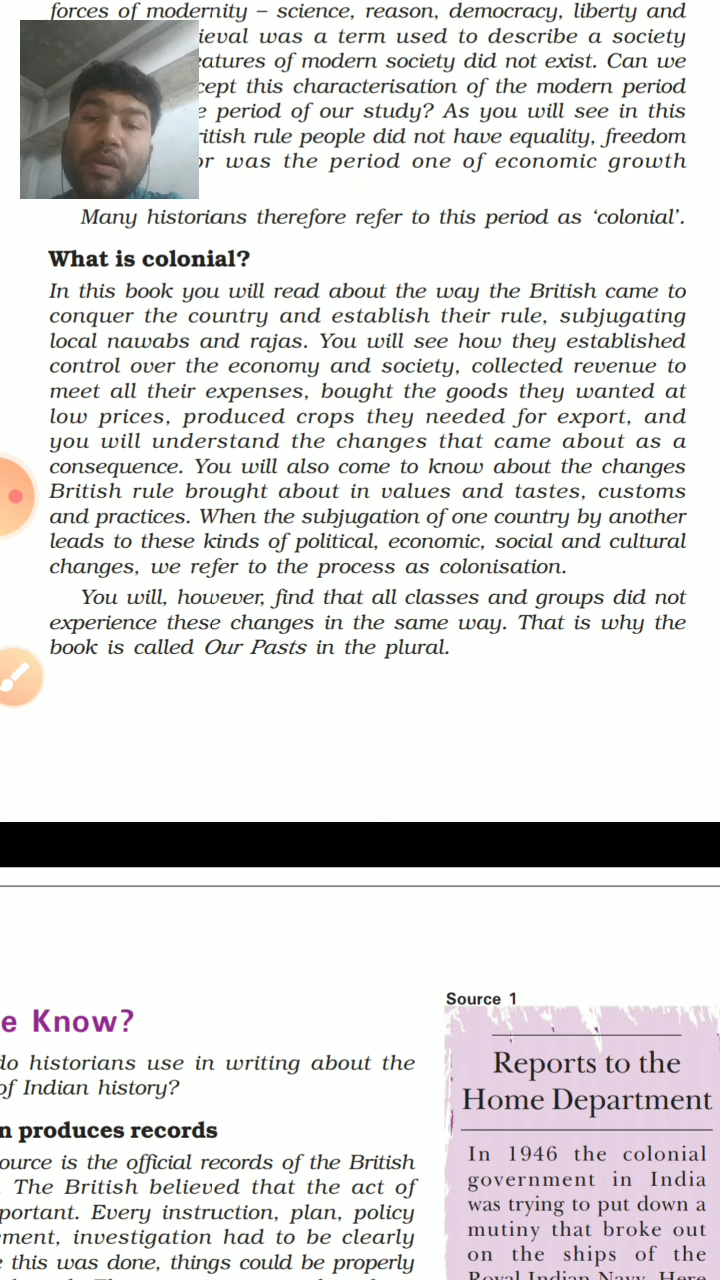 forces of modernity – science, reason, democracy, liberty and
ieval was a term used to describe a society
eatures of modern society did not exist. Can we
cept this characterisation of the modern period
e period of our study? As you will see in this
ritish rule people did not have equality, freedom
or was the period one of economic growth
Many historians therefore refer to this period as ‘colonial’.
What is colonial?
In this book you will read about the way the British came to
conquer the country and establish their rule, subjugating
local nawabs and rajas. You will see how they established
control over the economy and society, collected revenue to
meet all their expenses, bought the goods they wanted at
low prices, produced crops they needed for export, and
you will understand the changes that came about as a
consequence. You will also come to know about the changes
British rule brought about in values and tastes, customs
and practices. When the subjugation of one country by another
leads to these kinds of political, economic, social and cultural
changes, we refer to the process as colonisation.
You will, however, find that all classes and groups did not
experience these changes in the same way. That is why the
book is called Our Pasts in the plural.
e Know?
do historians use in writing about the
of Indian history?
n produces records
ource is the official records of the British
. The British believed that the act of
portant. Every instruction, plan, policy
ement, investigation had to be clearly
e this was done, things could be properly
Source 1
Reports to the
Home Department
In 1946 the colonial
government in India
was trying to put down a
mutiny that broke out
on the ships of the
Royal Indian Navy. Here